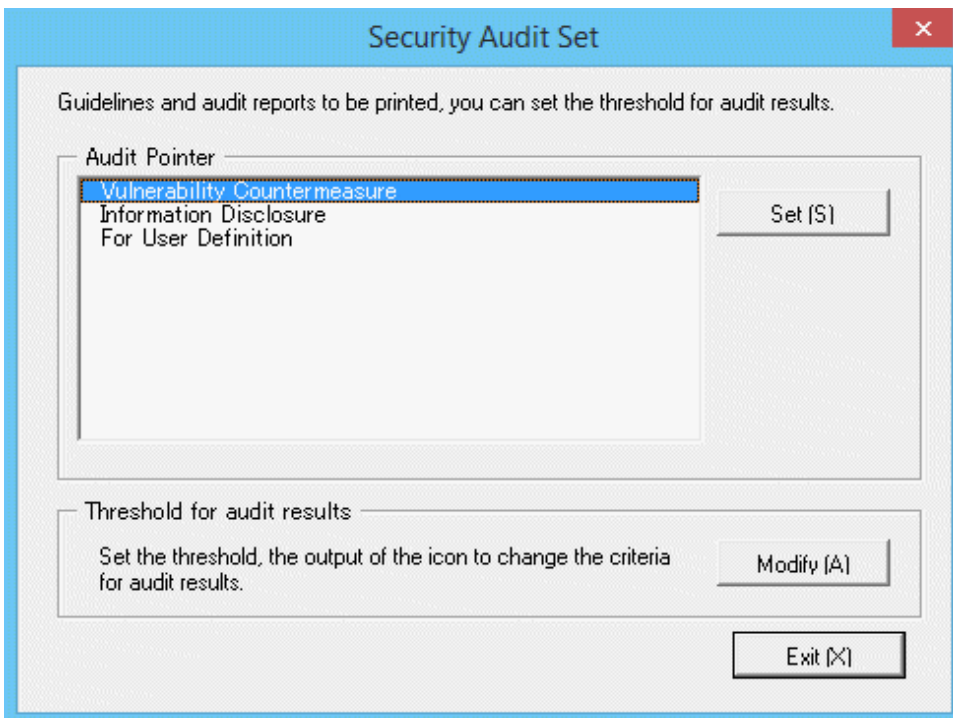 Security Audit Set
Guidelines and audit reports to be printed, you can set the threshold for audit results.
Audit Pointer
Vulnerability Countermeasure
Information Disclosure
For User Definition
Set (S)
Threshold for audit results
Set the threshold, the output of the icon to change the criteria
for audit results.
Modify (A)
Exit (X)